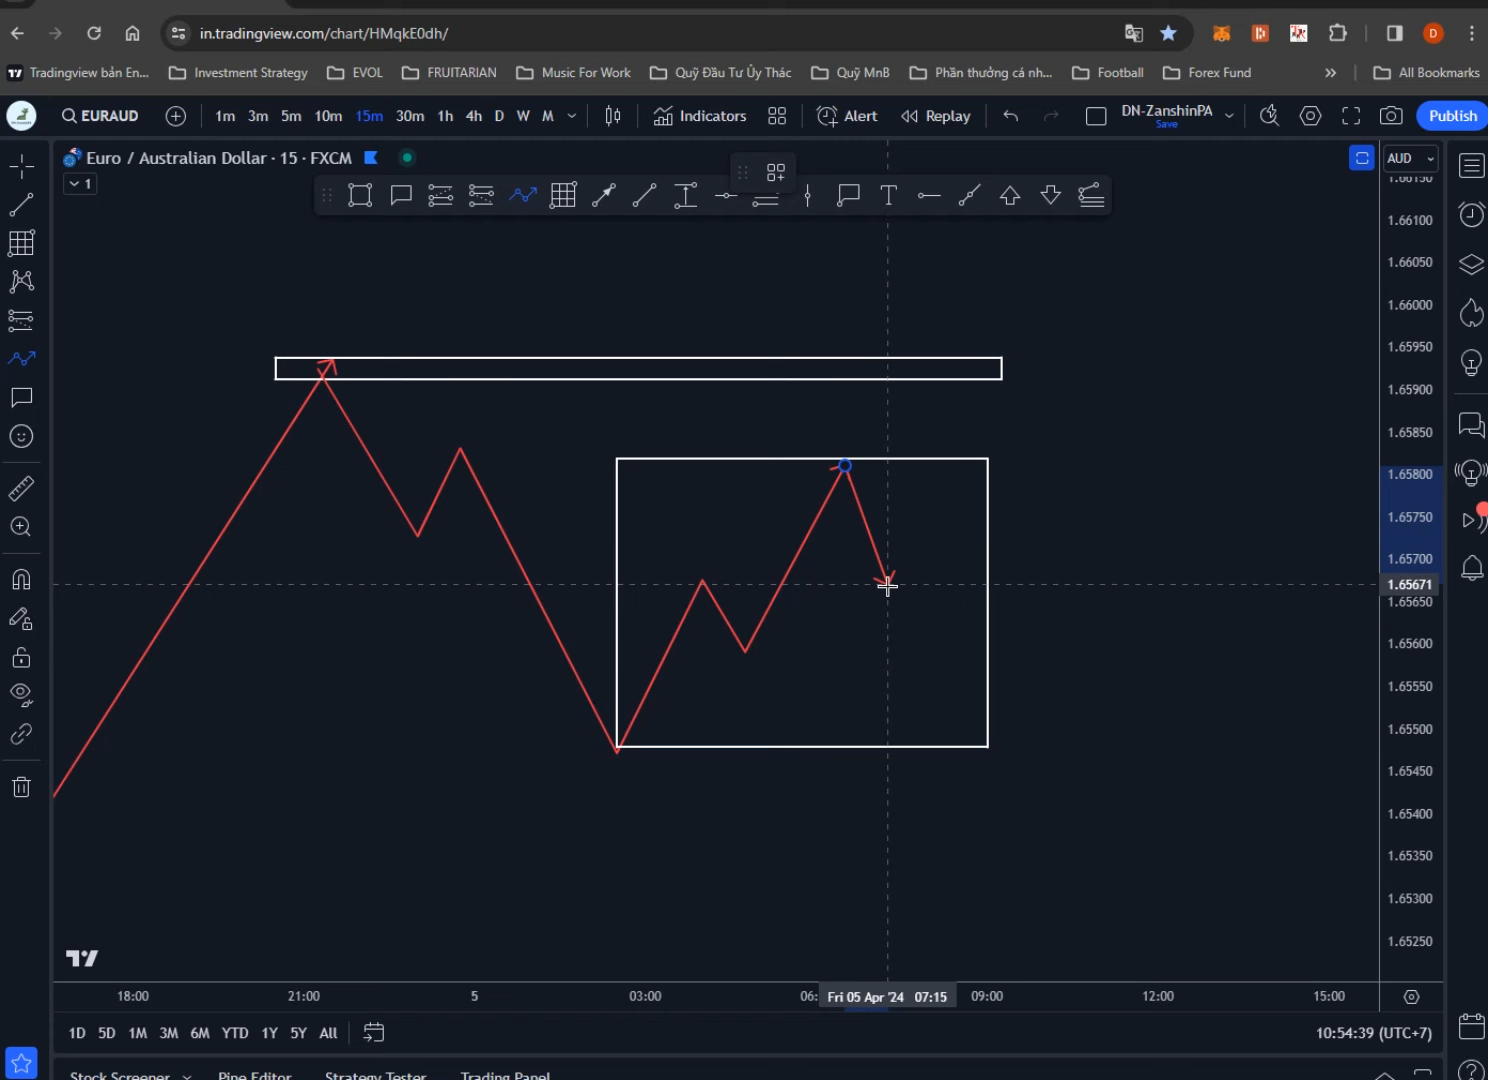 in.tradingview.com/chart/HMqkE0dh/
D
Tradingview bản En... Investment Strategy EVOL FRUITARIAN Music For Work Quỹ Đầu Tư Ủy Thác Quỹ MnB Phần thưởng cá nh... Football Forex Fund » All Bookmarks
EURAUD 1m 3m 5m 10m 15m 30m 1h 4h D W M Indicators Alert Replay DN-ZanshinPA Save Publish
Euro / Australian Dollar · 15 · FXCM AUD
1
1.66150
1.66100
1.66050
1.66000
1.65950
1.65900
1.65850
1.65800
1.65750
1.65700
1.65671
1.65650
1.65600
1.65550
1.65500
1.65450
1.65400
1.65350
1.65300
1.65250
18:00 21:00 5 03:00 06: Fri 05 Apr '24 07:15 09:00 12:00 15:00
1D 5D 1M 3M 6M YTD 1Y 5Y All 10:54:39 (UTC+7)
Stock Screener Pine Editor Strategy Tester Trading Panel